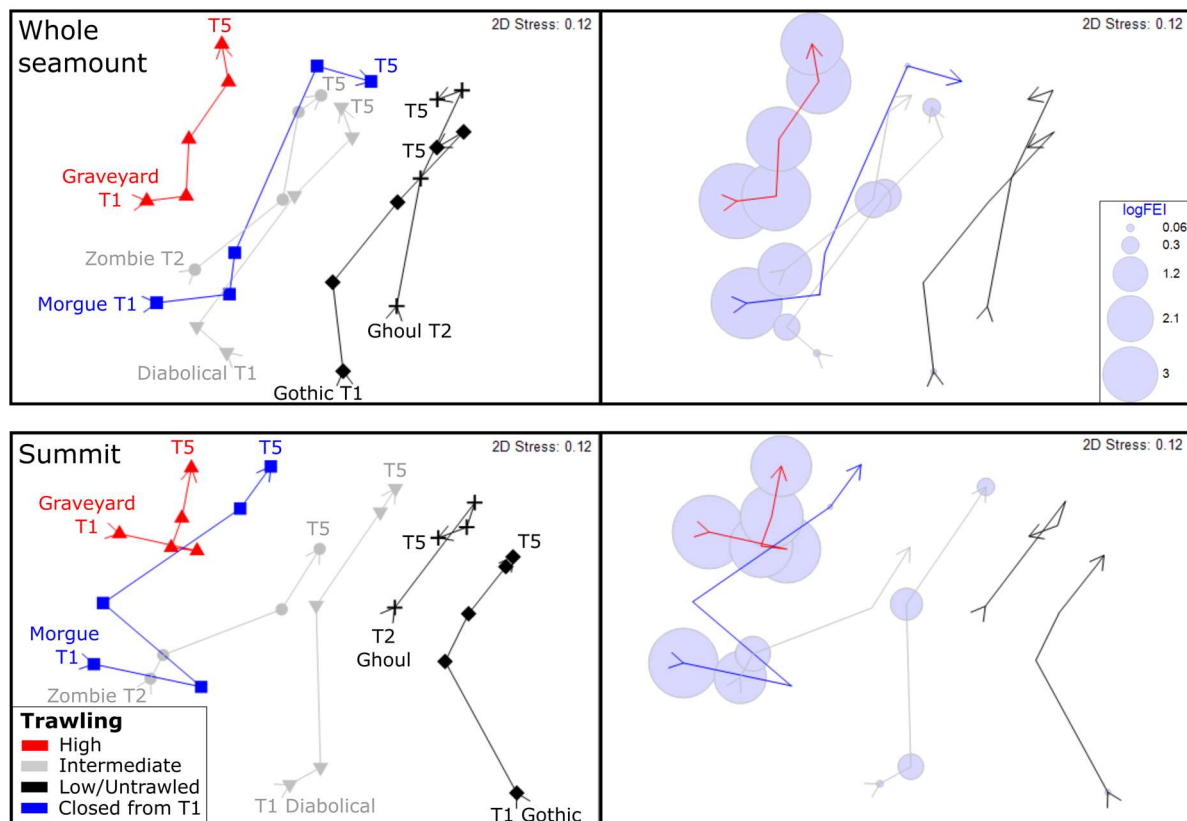 Whole
seamount
T5
2D Stress: 0.12
T5
T5
T5
T5
T5
Graveyard
T1
Zombie T2
Morgue T1
Diabolical T1
Ghoul T2
Gothic T1
2D Stress: 0.12
logFEI
0.06
0.3
1.2
2.1
3
Summit
T5
T5
2D Stress: 0.12
T5
Graveyard
T1
T5
T5
T5
Morgue
T1
Zombie T2
T2
Ghoul
T1 Diabolical
T1 Gothic
Trawling
High
Intermediate
Low/Untrawled
Closed from T1
2D Stress: 0.12